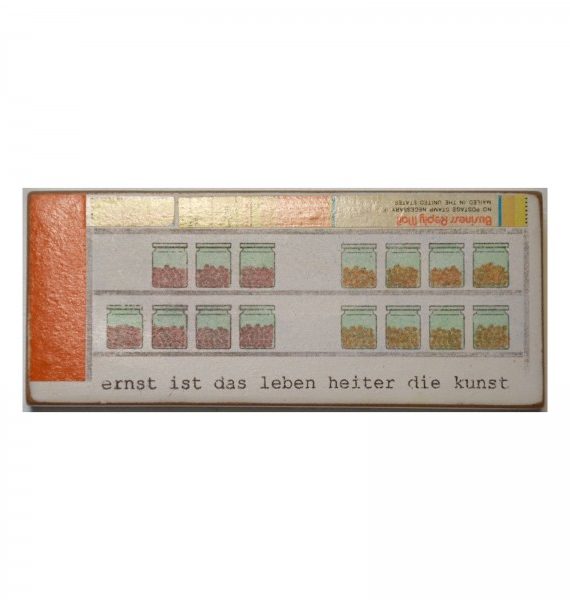 Business Reply Mail
NO POSTAGE STAMP NECESSARY IF
MAILED IN THE UNITED STATES
ernst ist das leben heiter die kunst